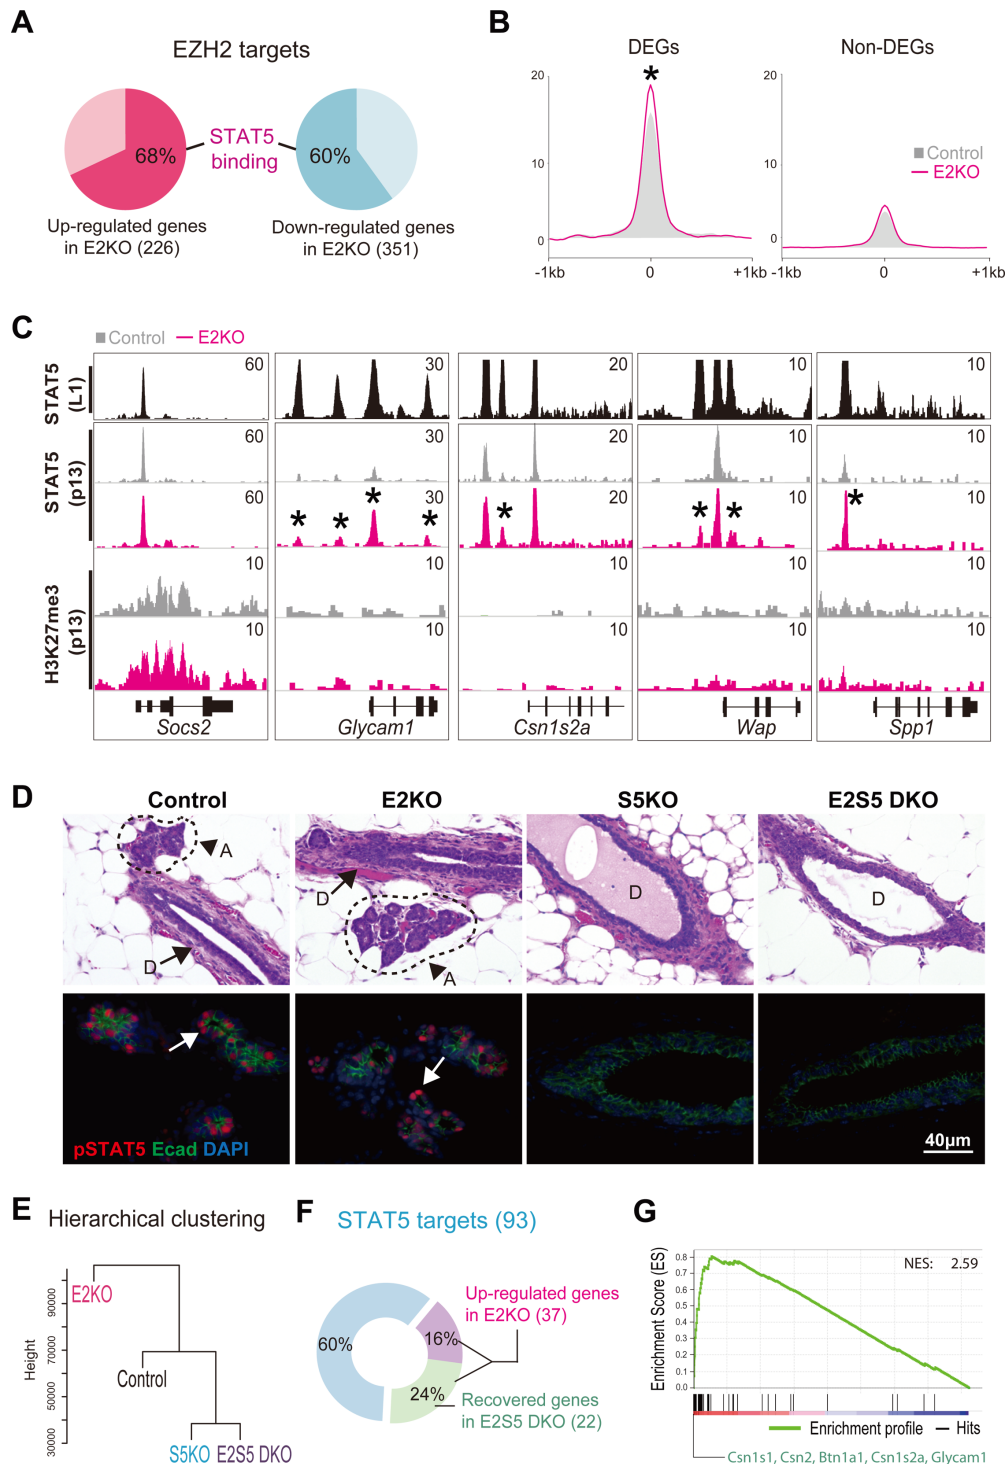 A
EZH2 targets
68%
STAT5
binding
60%
Up-regulated genes
in E2KO (226)
Down-regulated genes
in E2KO (351)
B
DEGs
Non-DEGs
20
10
0
*
-1kb
0
+1kb
20
10
0
Control
E2KO
-1kb
0
+1kb
C
Control
E2KO
STAT5
(L1)
60
30
20
10
10
STAT5
(p13)
60
30
20
10
10
60
* * * * 30
* 20
* * 10
* 10
H3K27me3
(p13)
10
10
10
10
10
10
10
10
10
10
Socs2
Glycam1
Csn1s2a
Wap
Spp1
D
Control
E2KO
S5KO
E2S5 DKO
A
D
D
A
D
D
pSTAT5 Ecad DAPI
40μm
E
Hierarchical clustering
Height
90000
70000
50000
30000
E2KO
Control
S5KO
E2S5 DKO
F
STAT5 targets (93)
60%
16%
24%
Up-regulated genes
in E2KO (37)
Recovered genes
in E2S5 DKO (22)
G
Enrichment Score (ES)
0.8
0.7
0.6
0.5
0.4
0.3
0.2
0.1
0.0
NES: 2.59
Enrichment profile
Hits
Csn1s1, Csn2, Btn1a1, Csn1s2a, Glycam1